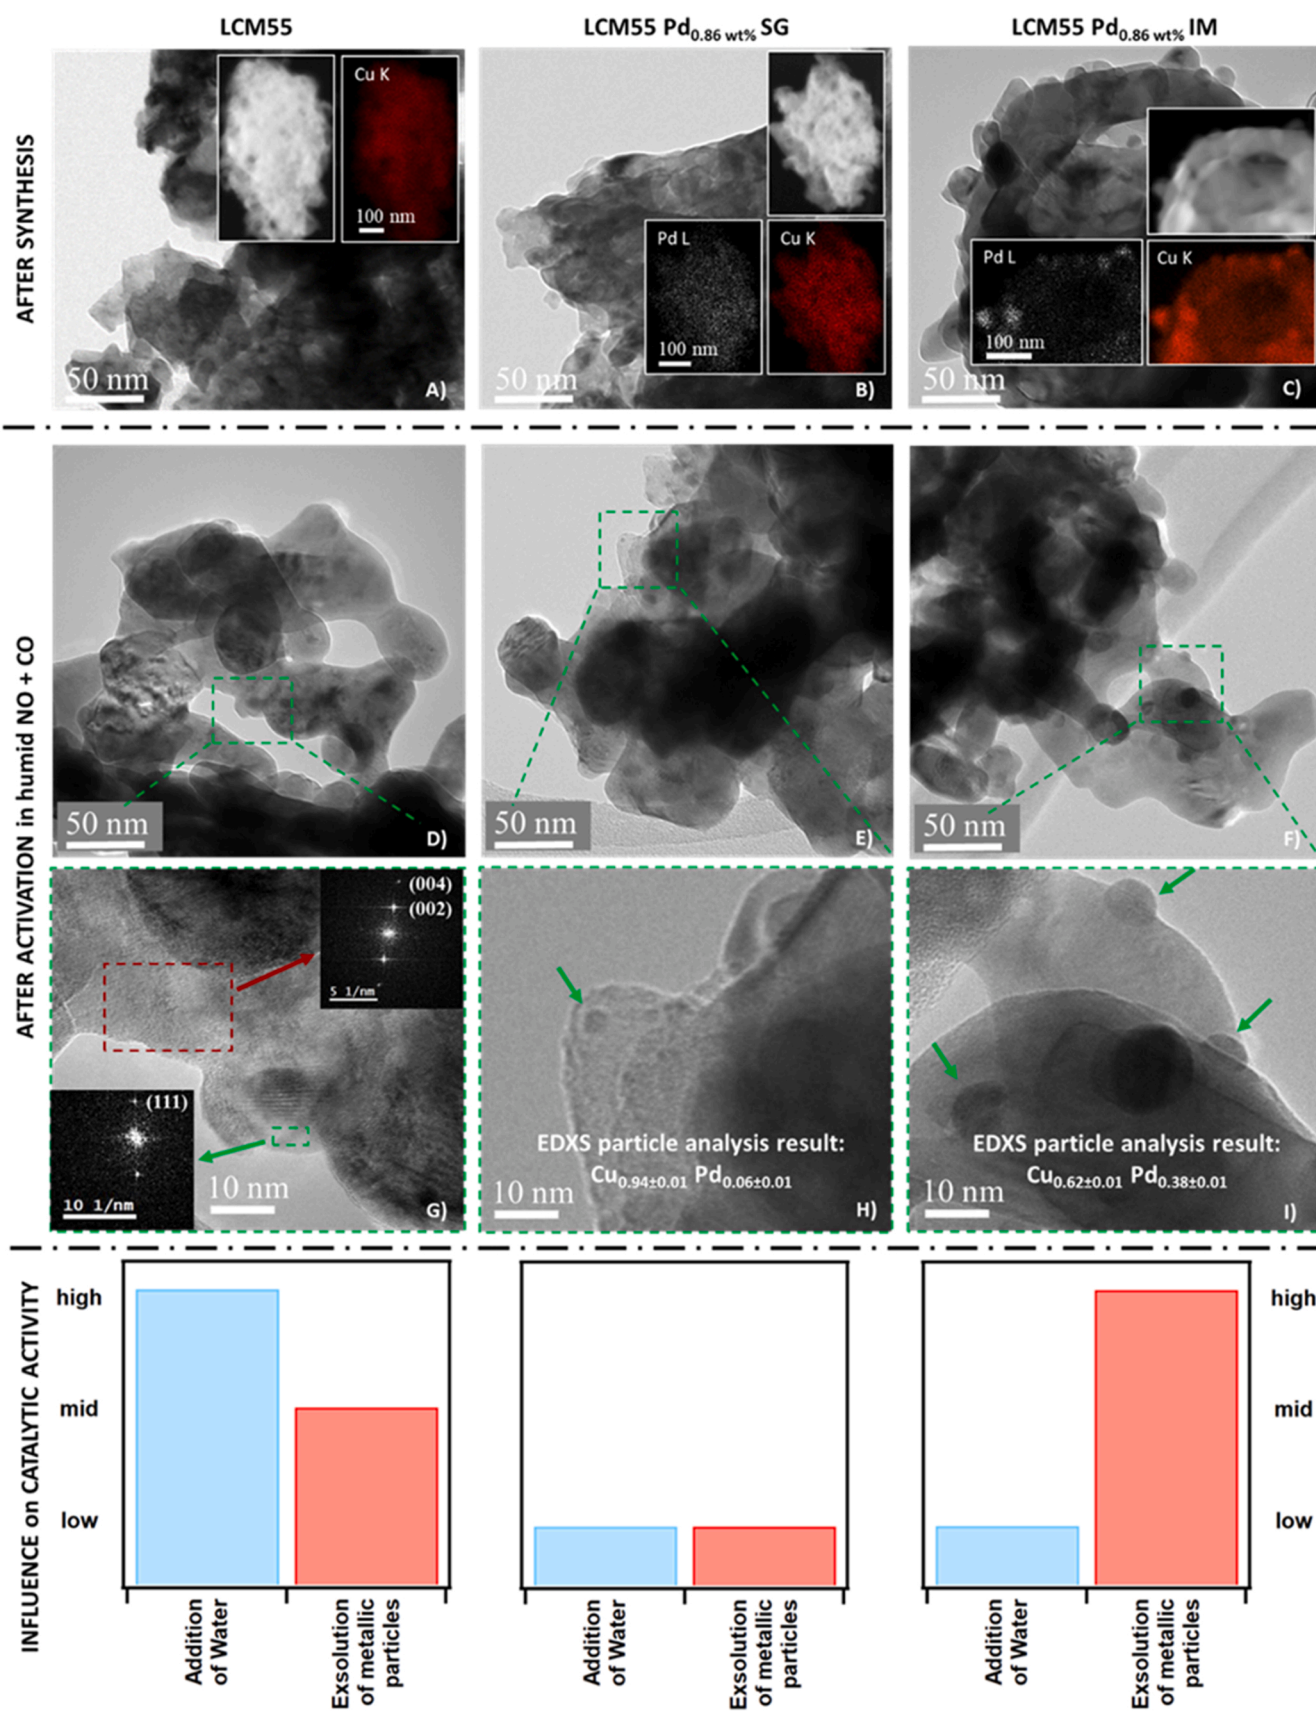 LCM55
LCM55 Pd0.86 wt% SG
LCM55 Pd0.86 wt% IM
AFTER SYNTHESIS
Cu K
100 nm
50 nm
A)
Pd L
100 nm
Cu K
50 nm
B)
Pd L
100 nm
Cu K
50 nm
C)
AFTER ACTIVATION in humid NO + CO
50 nm
D)
50 nm
E)
50 nm
F)
(004)
(002)
5 1/nm
(111)
10 1/nm
10 nm
G)
EDXS particle analysis result:
Cu0.94±0.01 Pd0.06±0.01
10 nm
H)
EDXS particle analysis result:
Cu0.62±0.01 Pd0.38±0.01
10 nm
I)
INFLUENCE on CATALYTIC ACTIVITY
high
mid
low
Addition
of Water
Exsolution
of metallic
particles
Addition
of Water
Exsolution
of metallic
particles
Addition
of Water
Exsolution
of metallic
particles
high
mid
low